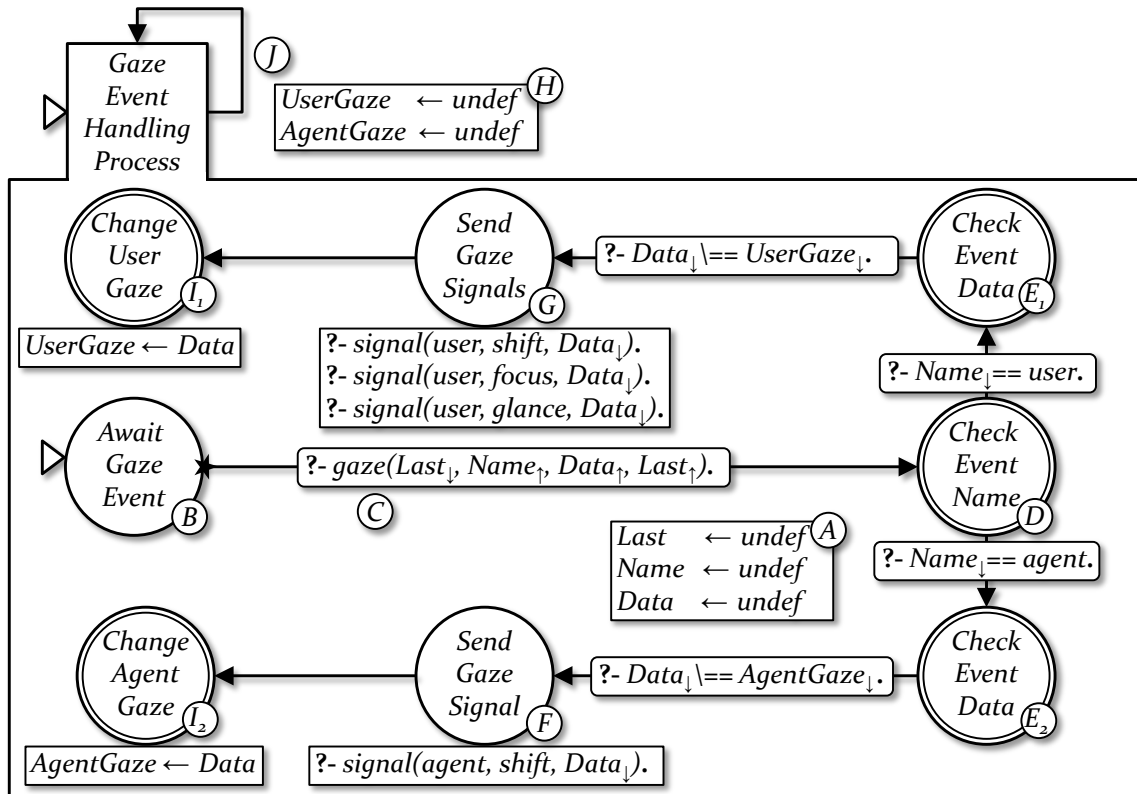 Gaze
Event
Handling
Process
J
H
UserGaze ← undef
AgentGaze ← undef
Change
User
Gaze
I₁
UserGaze ← Data
Send
Gaze
Signals
G
?- signal(user, shift, Data↓).
?- signal(user, focus, Data↓).
?- signal(user, glance, Data↓).
?- Data↓\== UserGaze↓.
Check
Event
Data
E₁
?- Name↓== user.
Await
Gaze
Event
B
?- gaze(Last↓, Name↑, Data↑, Last↑).
C
Check
Event
Name
D
A
Last ← undef
Name ← undef
Data ← undef
?- Name↓== agent.
Change
Agent
Gaze
I₂
AgentGaze ← Data
Send
Gaze
Signal
F
?- signal(agent, shift, Data↓).
?- Data↓\== AgentGaze↓.
Check
Event
Data
E₂